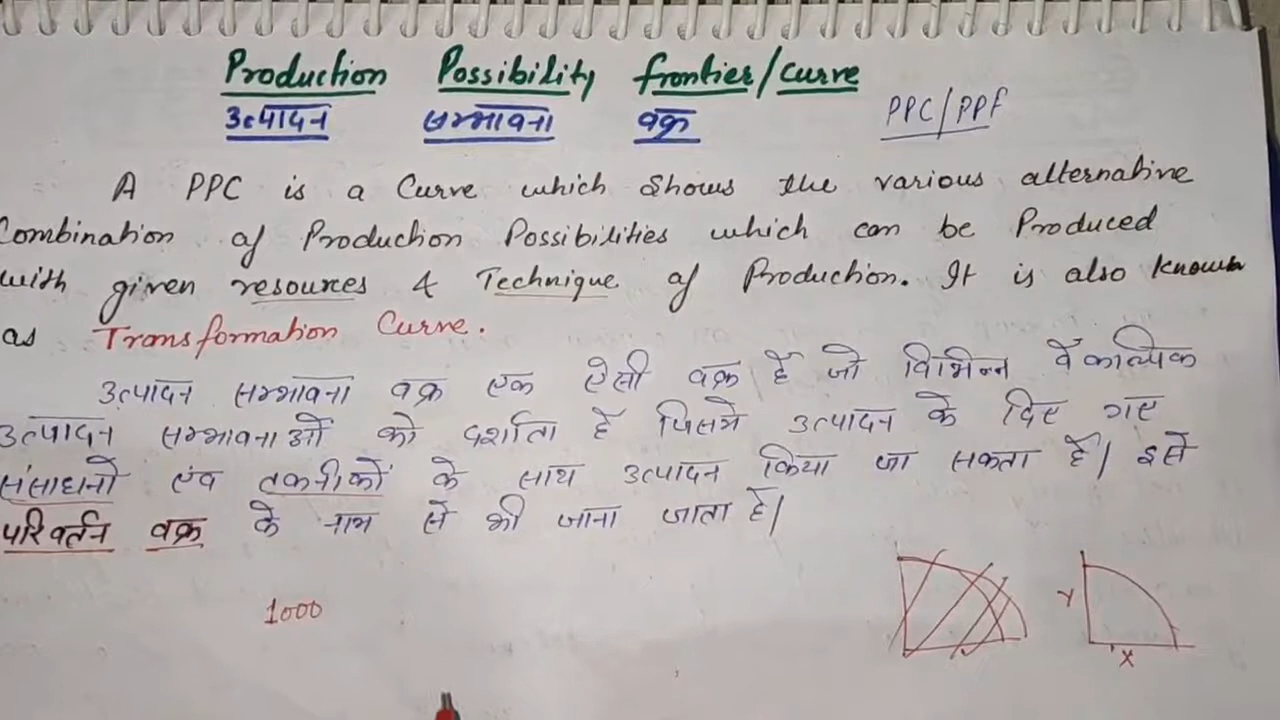 Production Possibility frontier/curve
उत्पादन सम्भावना वक्र
PPC/PPF
A PPC is a Curve which shows the various alternative
Combination of Production Possibilities which can be Produced
with given resources & Technique of Production. It is also known
as Transformation Curve.
उत्पादन सम्भावना वक्र एक ऐसी वक्र है जो विभिन्न वैकल्पिक
उत्पादन सम्भावनाओं को दर्शाता है जिसमे उत्पादन के दिए गए
संसाधनों एंव तकनीकों के साथ उत्पादन किया जा सकता है। इसे
परिवर्तन वक्र के नाम से भी जाना जाता है।
1000
Y
X